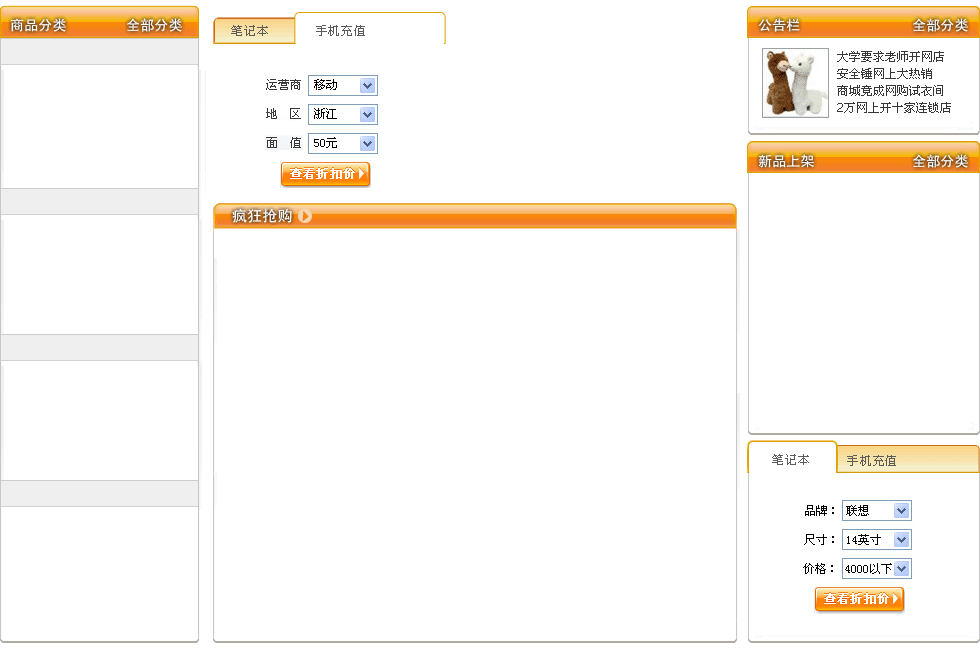 商品分类 全部分类
笔记本 手机充值
运营商 移动
地 区 浙江
面 值 50元
查看折扣价
疯狂抢购
公告栏 全部分类
大学要求老师开网店
安全锤网上大热销
商城竟成网购试衣间
2万网上开十家连锁店
新品上架 全部分类
笔记本 手机充值
品牌： 联想
尺寸： 14英寸
价格： 4000以下
查看折扣价